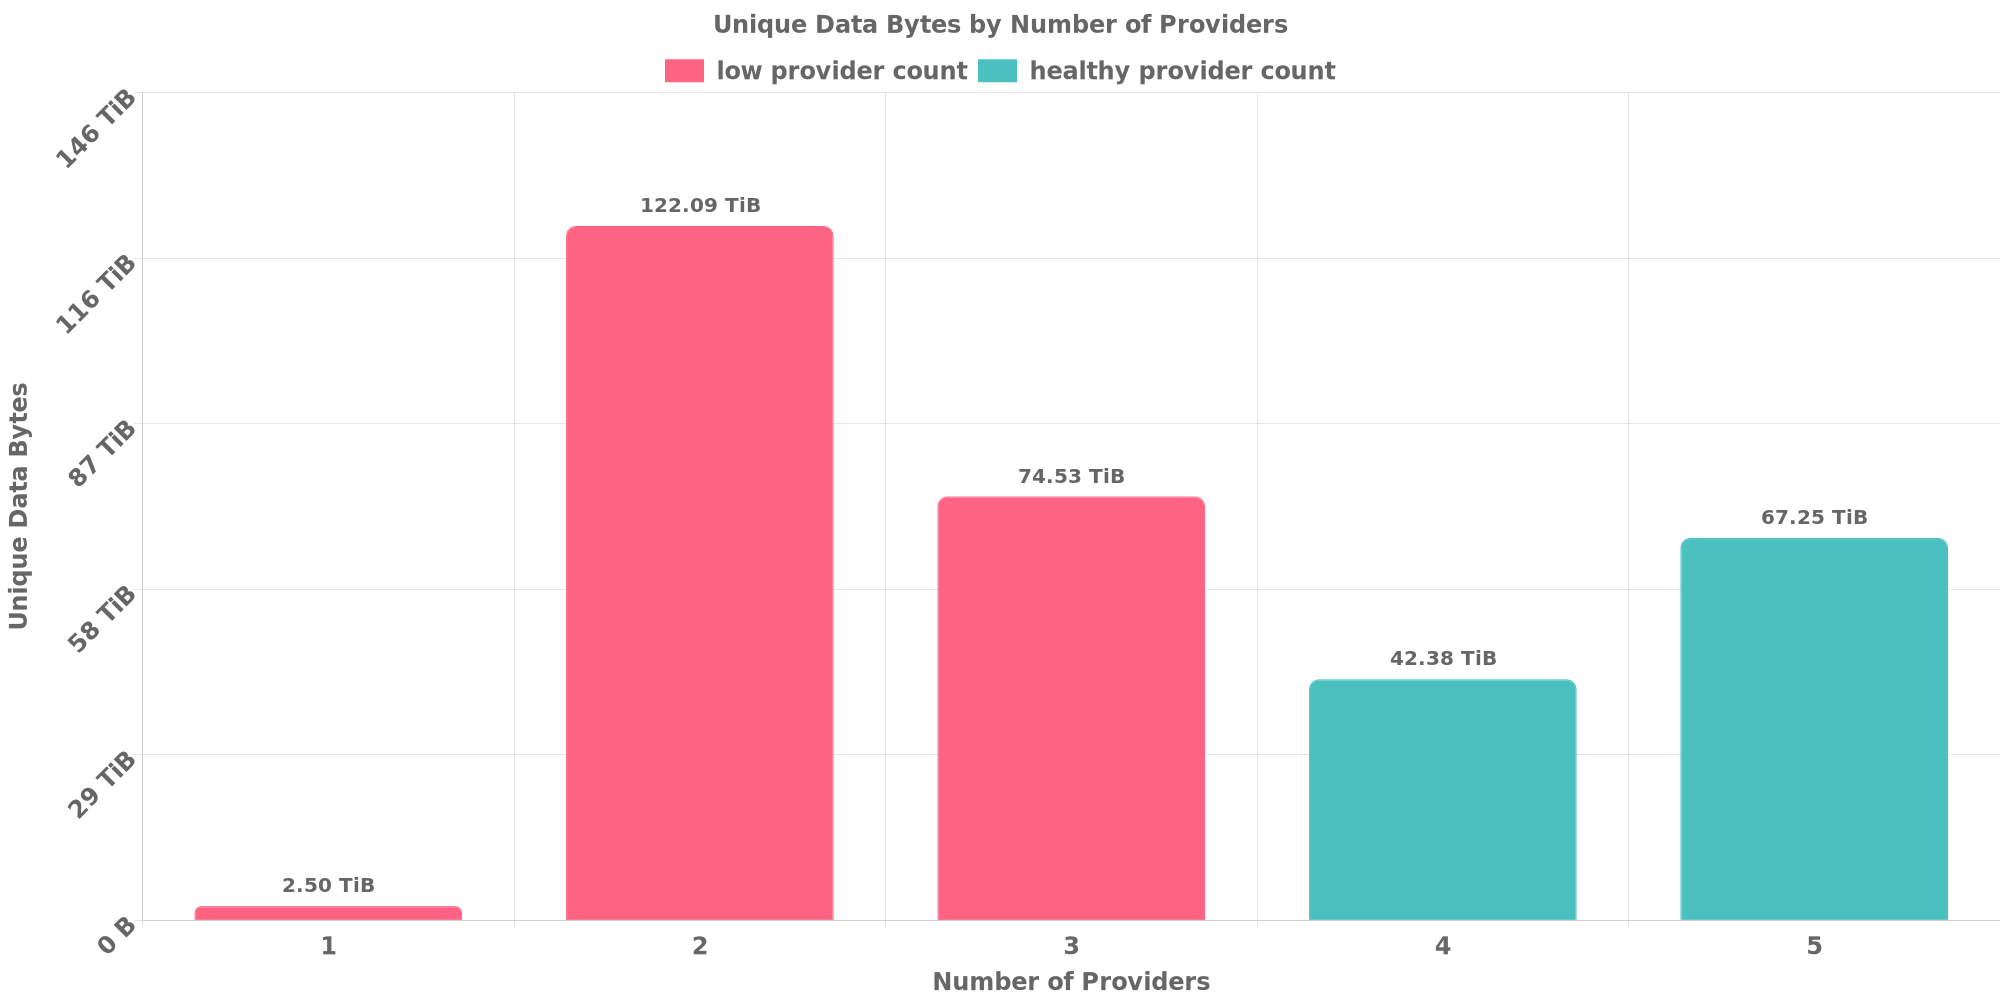 Unique Data Bytes by Number of Providers
low provider count healthy provider count
146 TiB
116 TiB
87 TiB
58 TiB
29 TiB
0 B
Unique Data Bytes
2.50 TiB
122.09 TiB
74.53 TiB
42.38 TiB
67.25 TiB
1 2 3 4 5
Number of Providers